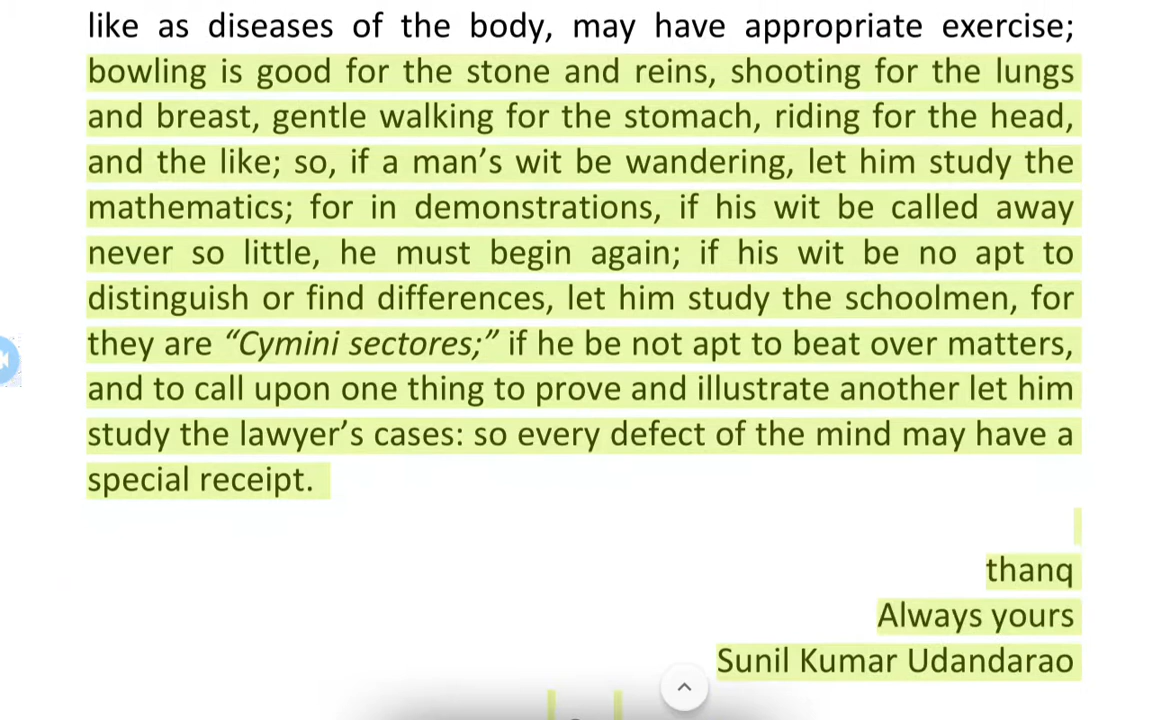 like as diseases of the body, may have appropriate exercise;
bowling is good for the stone and reins, shooting for the lungs
and breast, gentle walking for the stomach, riding for the head,
and the like; so, if a man’s wit be wandering, let him study the
mathematics; for in demonstrations, if his wit be called away
never so little, he must begin again; if his wit be no apt to
distinguish or find differences, let him study the schoolmen, for
they are “Cymini sectores;” if he be not apt to beat over matters,
and to call upon one thing to prove and illustrate another let him
study the lawyer’s cases: so every defect of the mind may have a
special receipt.
thanq
Always yours
Sunil Kumar Udandarao